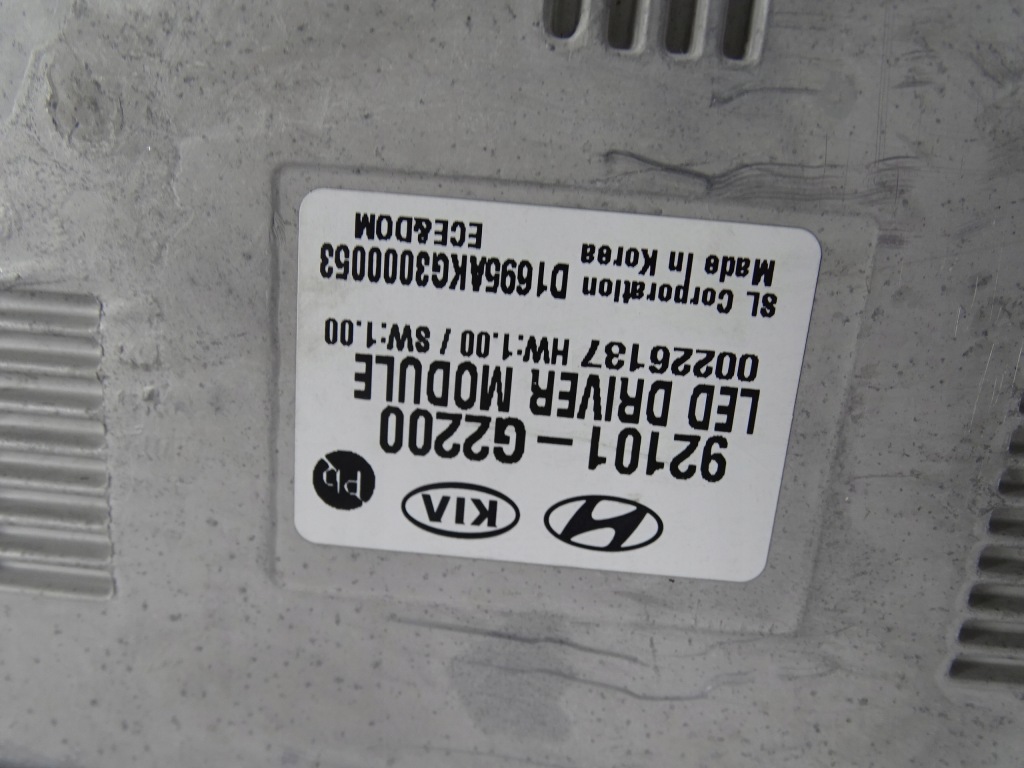 KIA Pb
92101-G2200
LED DRIVER MODULE
00226137 HW:1.00 / SW:1.00
SL Corporation D1695AKG3000053
Made In Korea ECE&DOM